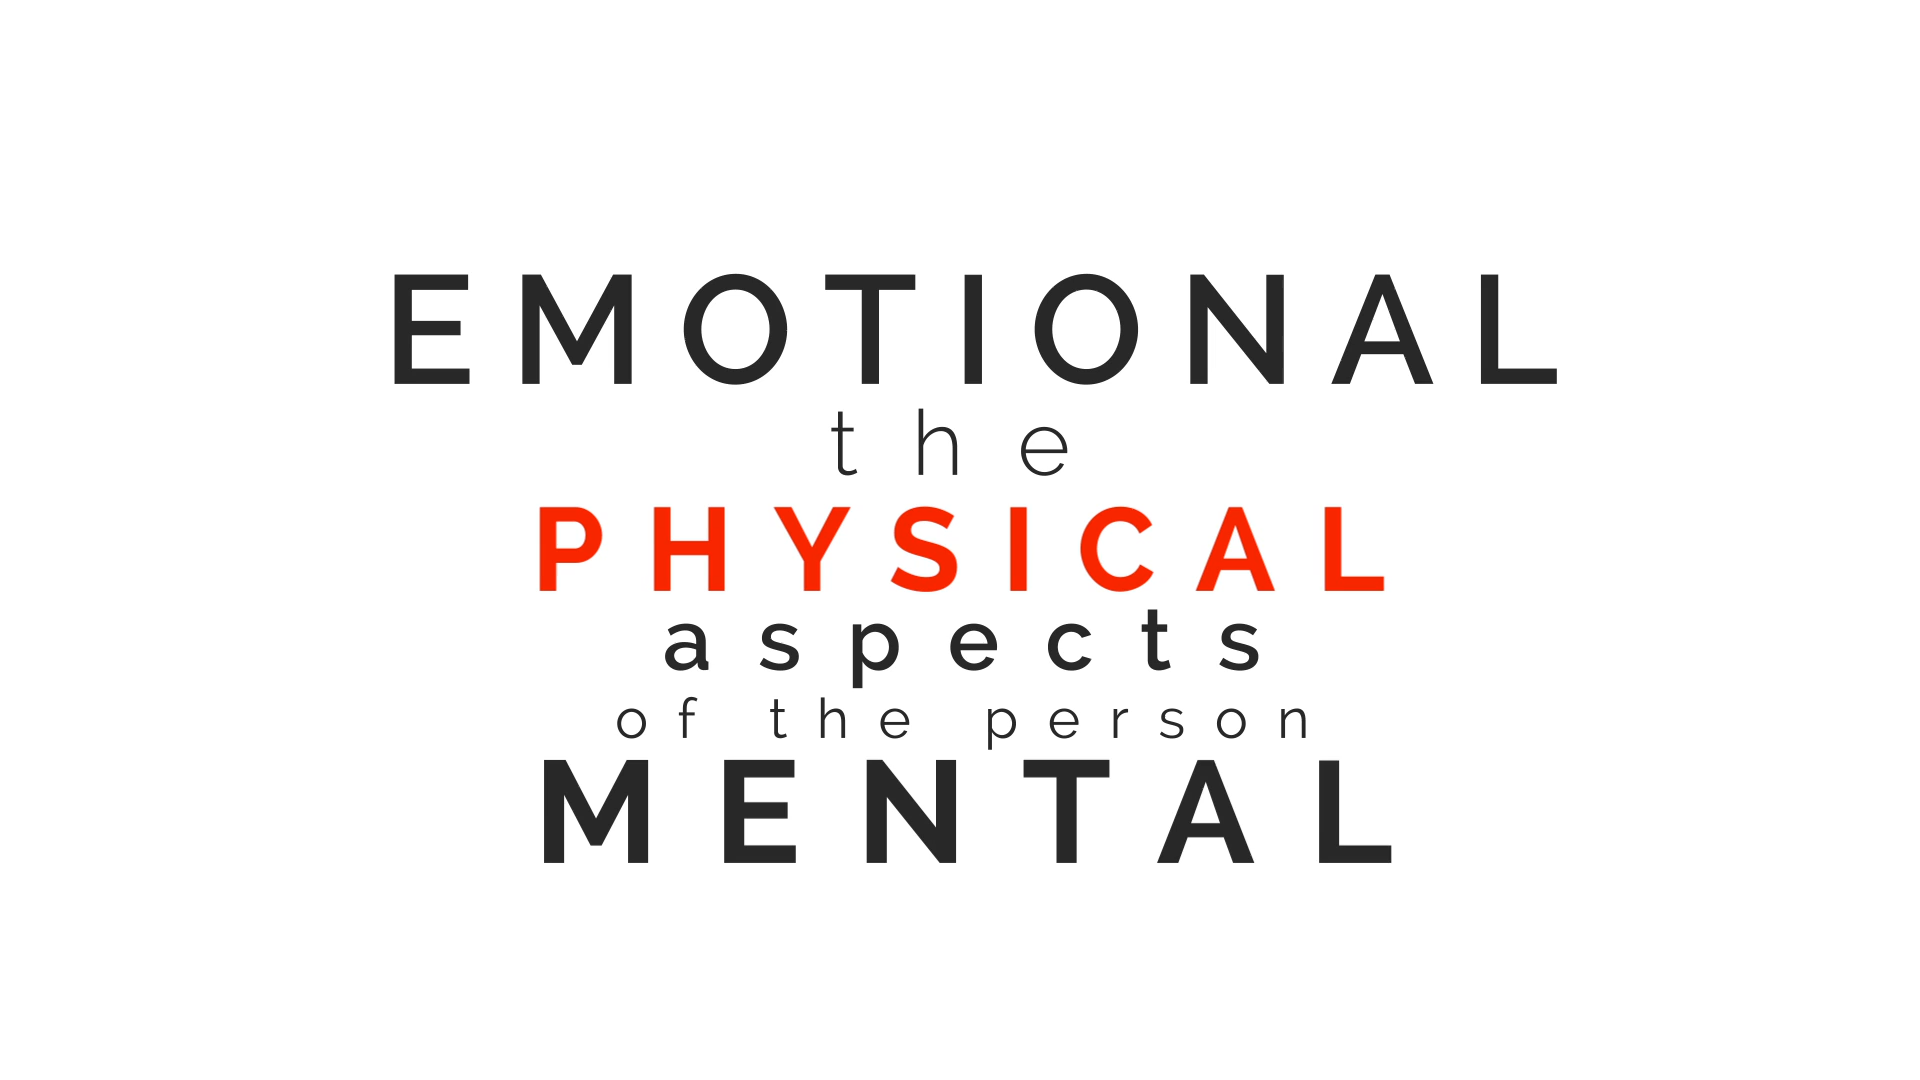 EMOTIONAL
the
PHYSICAL
aspects
of the person
MENTAL